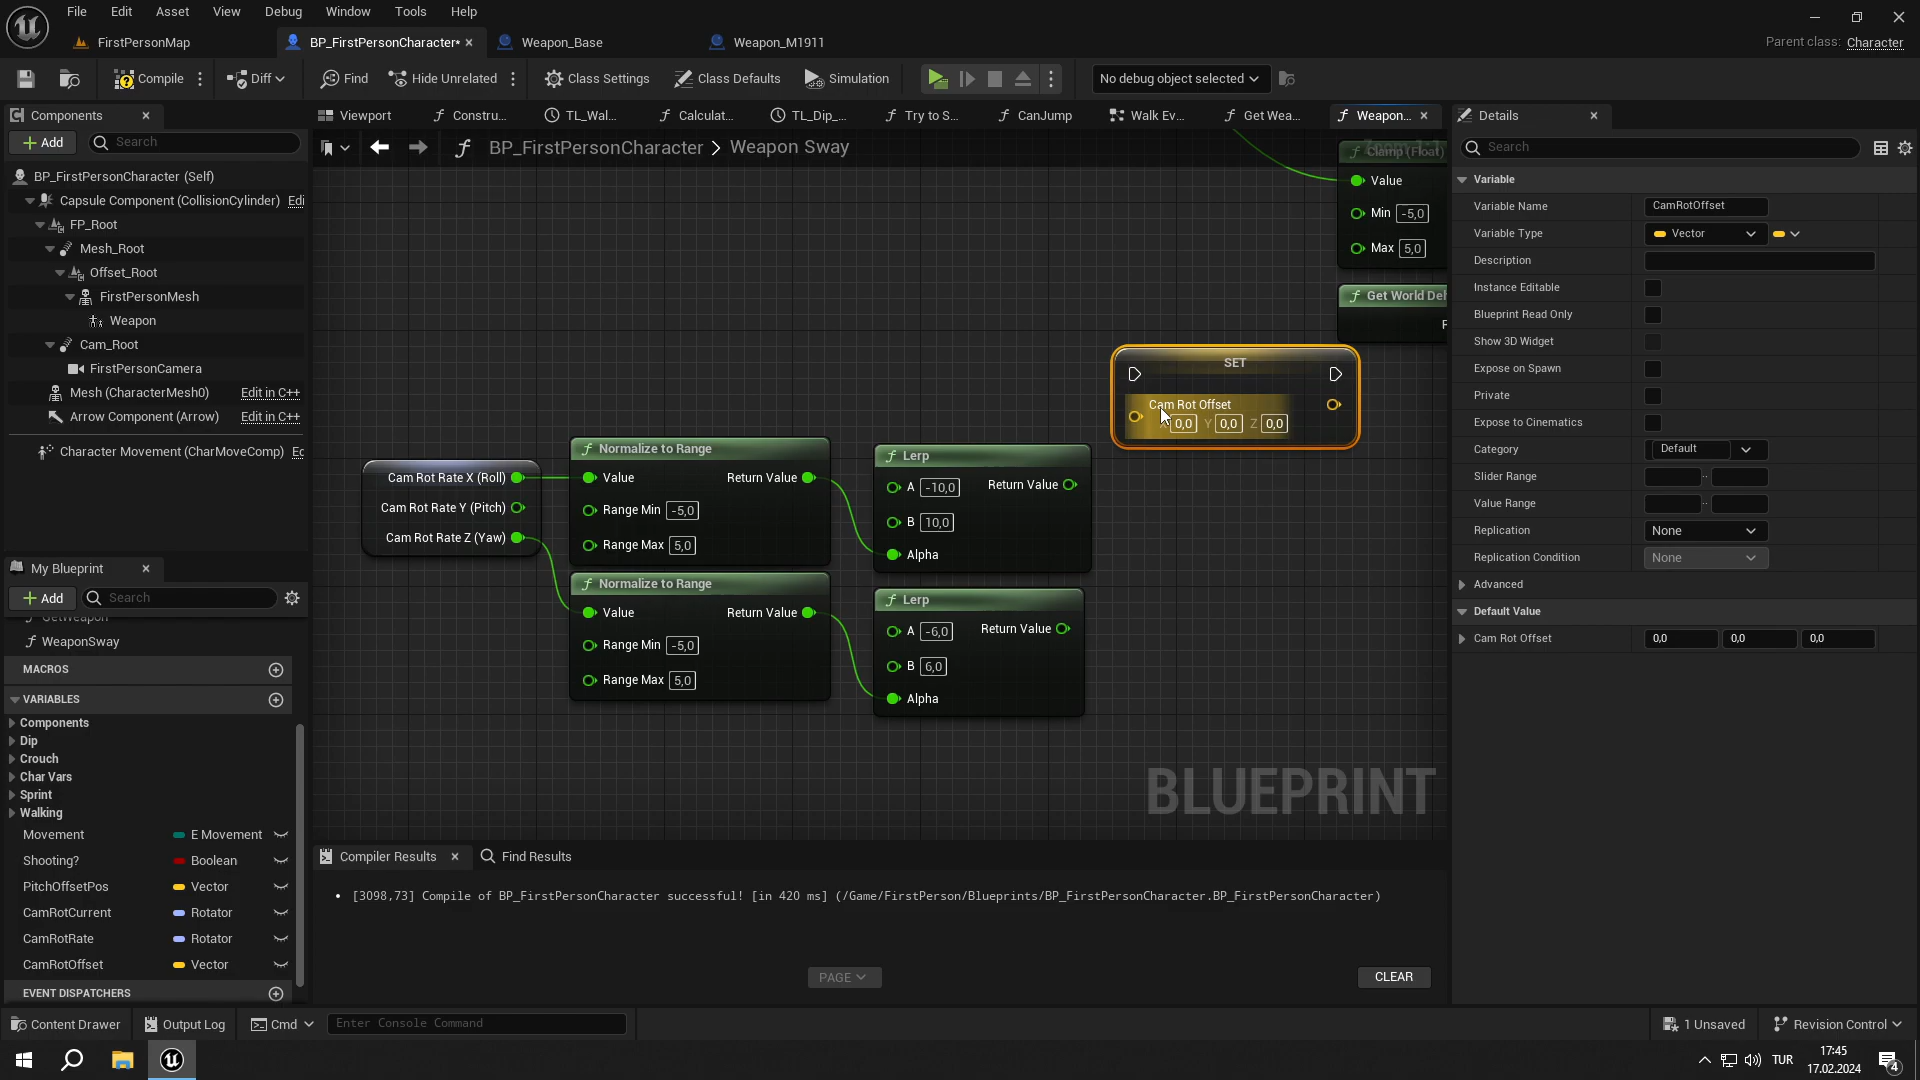 File Edit Asset View Debug Window Tools Help
FirstPersonMap
BP_FirstPersonCharacter*
Weapon_Base
Weapon_M1911
Parent class: Character
Compile
Diff
Find
Hide Unrelated
Class Settings
Class Defaults
Simulation
No debug object selected
Components
Viewport
Constru...
TL_Wal...
Calculat...
TL_Dip_...
Try to S...
CanJump
Walk Ev...
Get Wea...
Weapon...
Details
Add
Search
BP_FirstPersonCharacter > Weapon Sway
Search
BP_FirstPersonCharacter (Self)
Capsule Component (CollisionCylinder) Edi
FP_Root
Mesh_Root
Offset_Root
FirstPersonMesh
Weapon
Cam_Root
FirstPersonCamera
Mesh (CharacterMesh0) Edit in C++
Arrow Component (Arrow) Edit in C++
Character Movement (CharMoveComp) Ec
My Blueprint
Add
Search
GetWeapon
WeaponSway
MACROS
VARIABLES
Components
Dip
Crouch
Char Vars
Sprint
Walking
Movement E Movement
Shooting? Boolean
PitchOffsetPos Vector
CamRotCurrent Rotator
CamRotRate Rotator
CamRotOffset Vector
EVENT DISPATCHERS
Clamp (Float)
Value
Min -5,0
Max 5,0
Get World Del
SET
Cam Rot Offset
0,0 Y 0,0 Z 0,0
Cam Rot Rate X (Roll)
Cam Rot Rate Y (Pitch)
Cam Rot Rate Z (Yaw)
Normalize to Range
Value Return Value
Range Min -5,0
Range Max 5,0
Lerp
A -10,0 Return Value
B 10,0
Alpha
Normalize to Range
Value Return Value
Range Min -5,0
Range Max 5,0
Lerp
A -6,0 Return Value
B 6,0
Alpha
BLUEPRINT
Compiler Results
Find Results
[3098,73] Compile of BP_FirstPersonCharacter successful! [in 420 ms] (/Game/FirstPerson/Blueprints/BP_FirstPersonCharacter.BP_FirstPersonCharacter)
PAGE
CLEAR
Variable
Variable Name CamRotOffset
Variable Type Vector
Description
Instance Editable
Blueprint Read Only
Show 3D Widget
Expose on Spawn
Private
Expose to Cinematics
Category Default
Slider Range
Value Range
Replication None
Replication Condition None
Advanced
Default Value
Cam Rot Offset 0,0 0,0 0,0
Content Drawer
Output Log
Cmd
Enter Console Command
1 Unsaved
Revision Control
TUR
17:45
17.02.2024
4